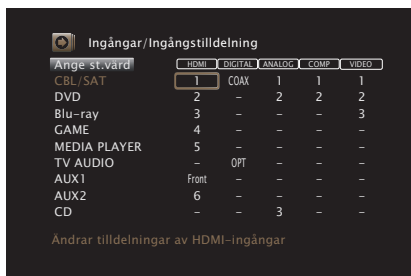 Ingångar/Ingångstilldelning
Ange st.värd HDMI DIGITAL ANALOG COMP VIDEO
CBL/SAT 1 COAX 1 1 1
DVD 2 – 2 2 2
Blu-ray 3 – – – 3
GAME 4 – – – –
MEDIA PLAYER 5 – – – –
TV AUDIO – OPT – – –
AUX1 Front – – – –
AUX2 6 – – – –
CD – – 3 – –
Ändrar tilldelningar av HDMI-ingångar